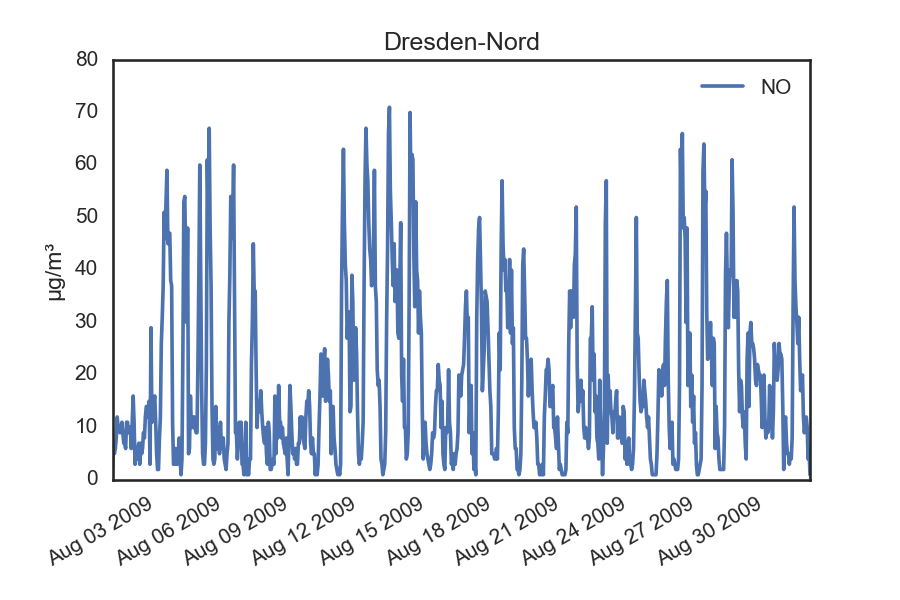 Dresden-Nord
NO
µg/m³
80
70
60
50
40
30
20
10
0
Aug 03 2009
Aug 06 2009
Aug 09 2009
Aug 12 2009
Aug 15 2009
Aug 18 2009
Aug 21 2009
Aug 24 2009
Aug 27 2009
Aug 30 2009